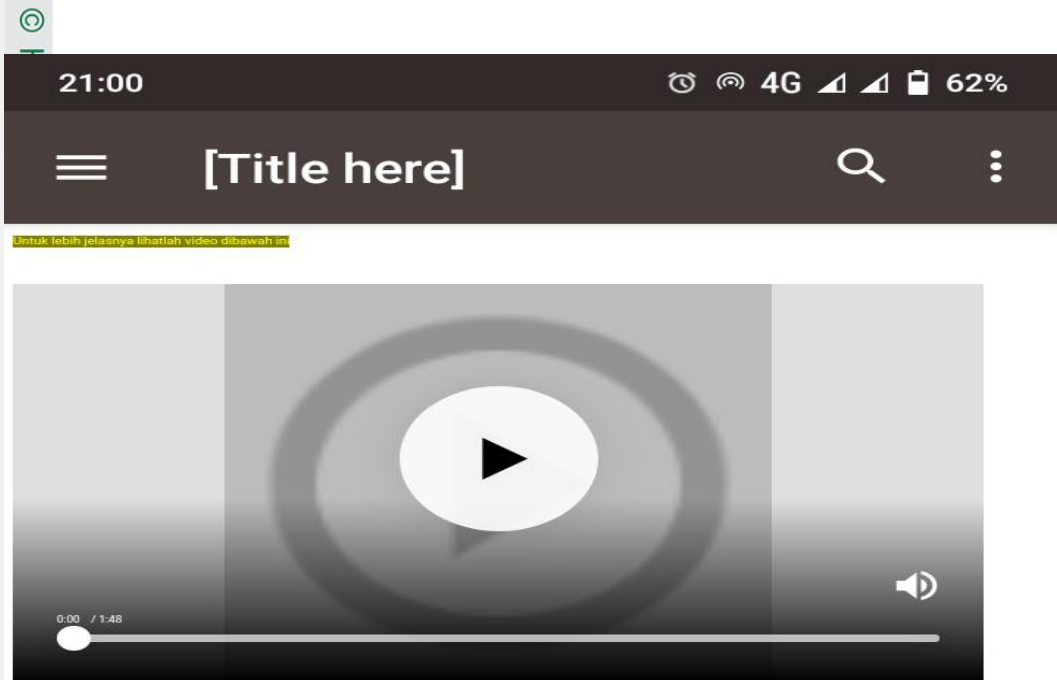 ©
21:00 4G 62%
[Title here]
Untuk lebih jelasnya lihatlah video dibawah ini
0:00 / 1:48